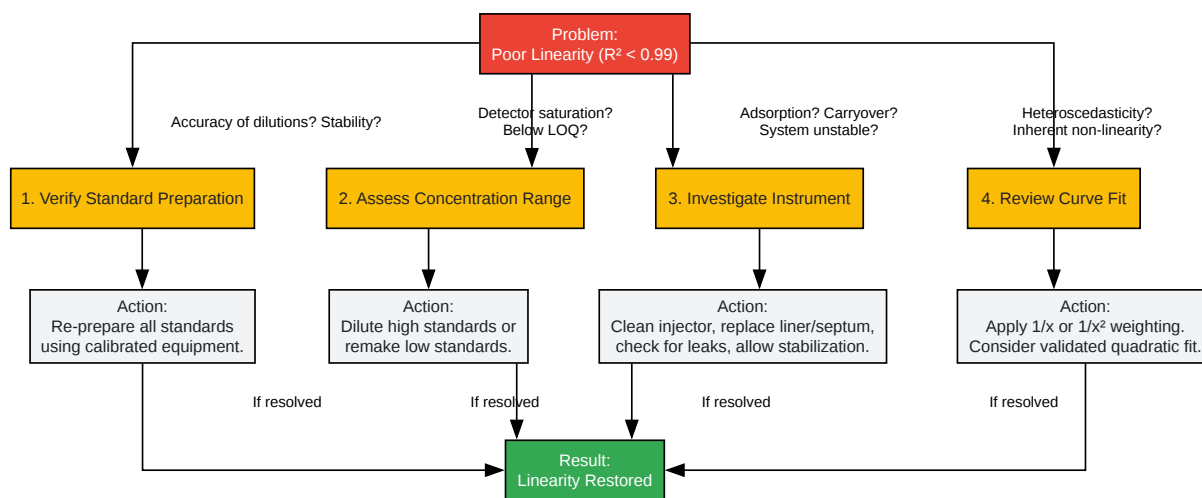 Problem:
Poor Linearity (R² < 0.99)
Accuracy of dilutions? Stability?
Detector saturation?
Below LOQ?
Adsorption? Carryover?
System unstable?
Heteroscedasticity?
Inherent non-linearity?
1. Verify Standard Preparation
2. Assess Concentration Range
3. Investigate Instrument
4. Review Curve Fit
Action:
Re-prepare all standards
using calibrated equipment.
Action:
Dilute high standards or
remake low standards.
Action:
Clean injector, replace liner/septum,
check for leaks, allow stabilization.
Action:
Apply 1/x or 1/x² weighting.
Consider validated quadratic fit.
If resolved
If resolved
If resolved
If resolved
Result:
Linearity Restored